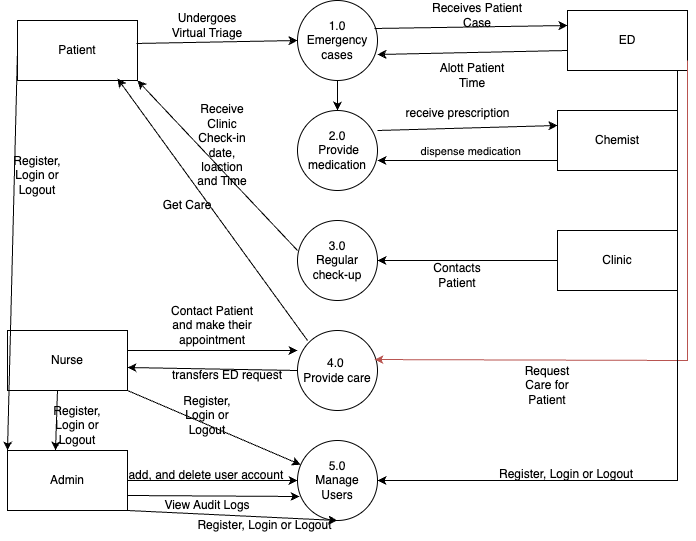 Undergoes
Virtual Triage
1.0
Emergency
cases
Receives Patient
Case
ED
Patient
Alott Patient
Time
Receive
Clinic
Check-in
date,
loaction
and Time
receive prescription
2.0
Provide
medication
dispense medication
Chemist
Register,
Login or
Logout
Get Care
3.0
Regular
check-up
Contacts
Patient
Clinic
Contact Patient
and make their
appointment
Nurse
transfers ED request
4.0
Provide care
Request
Care for
Patient
Register,
Login or
Logout
Register,
Login or
Logout
Admin
add, and delete user account
5.0
Manage
Users
Register, Login or Logout
View Audit Logs
Register, Login or Logout